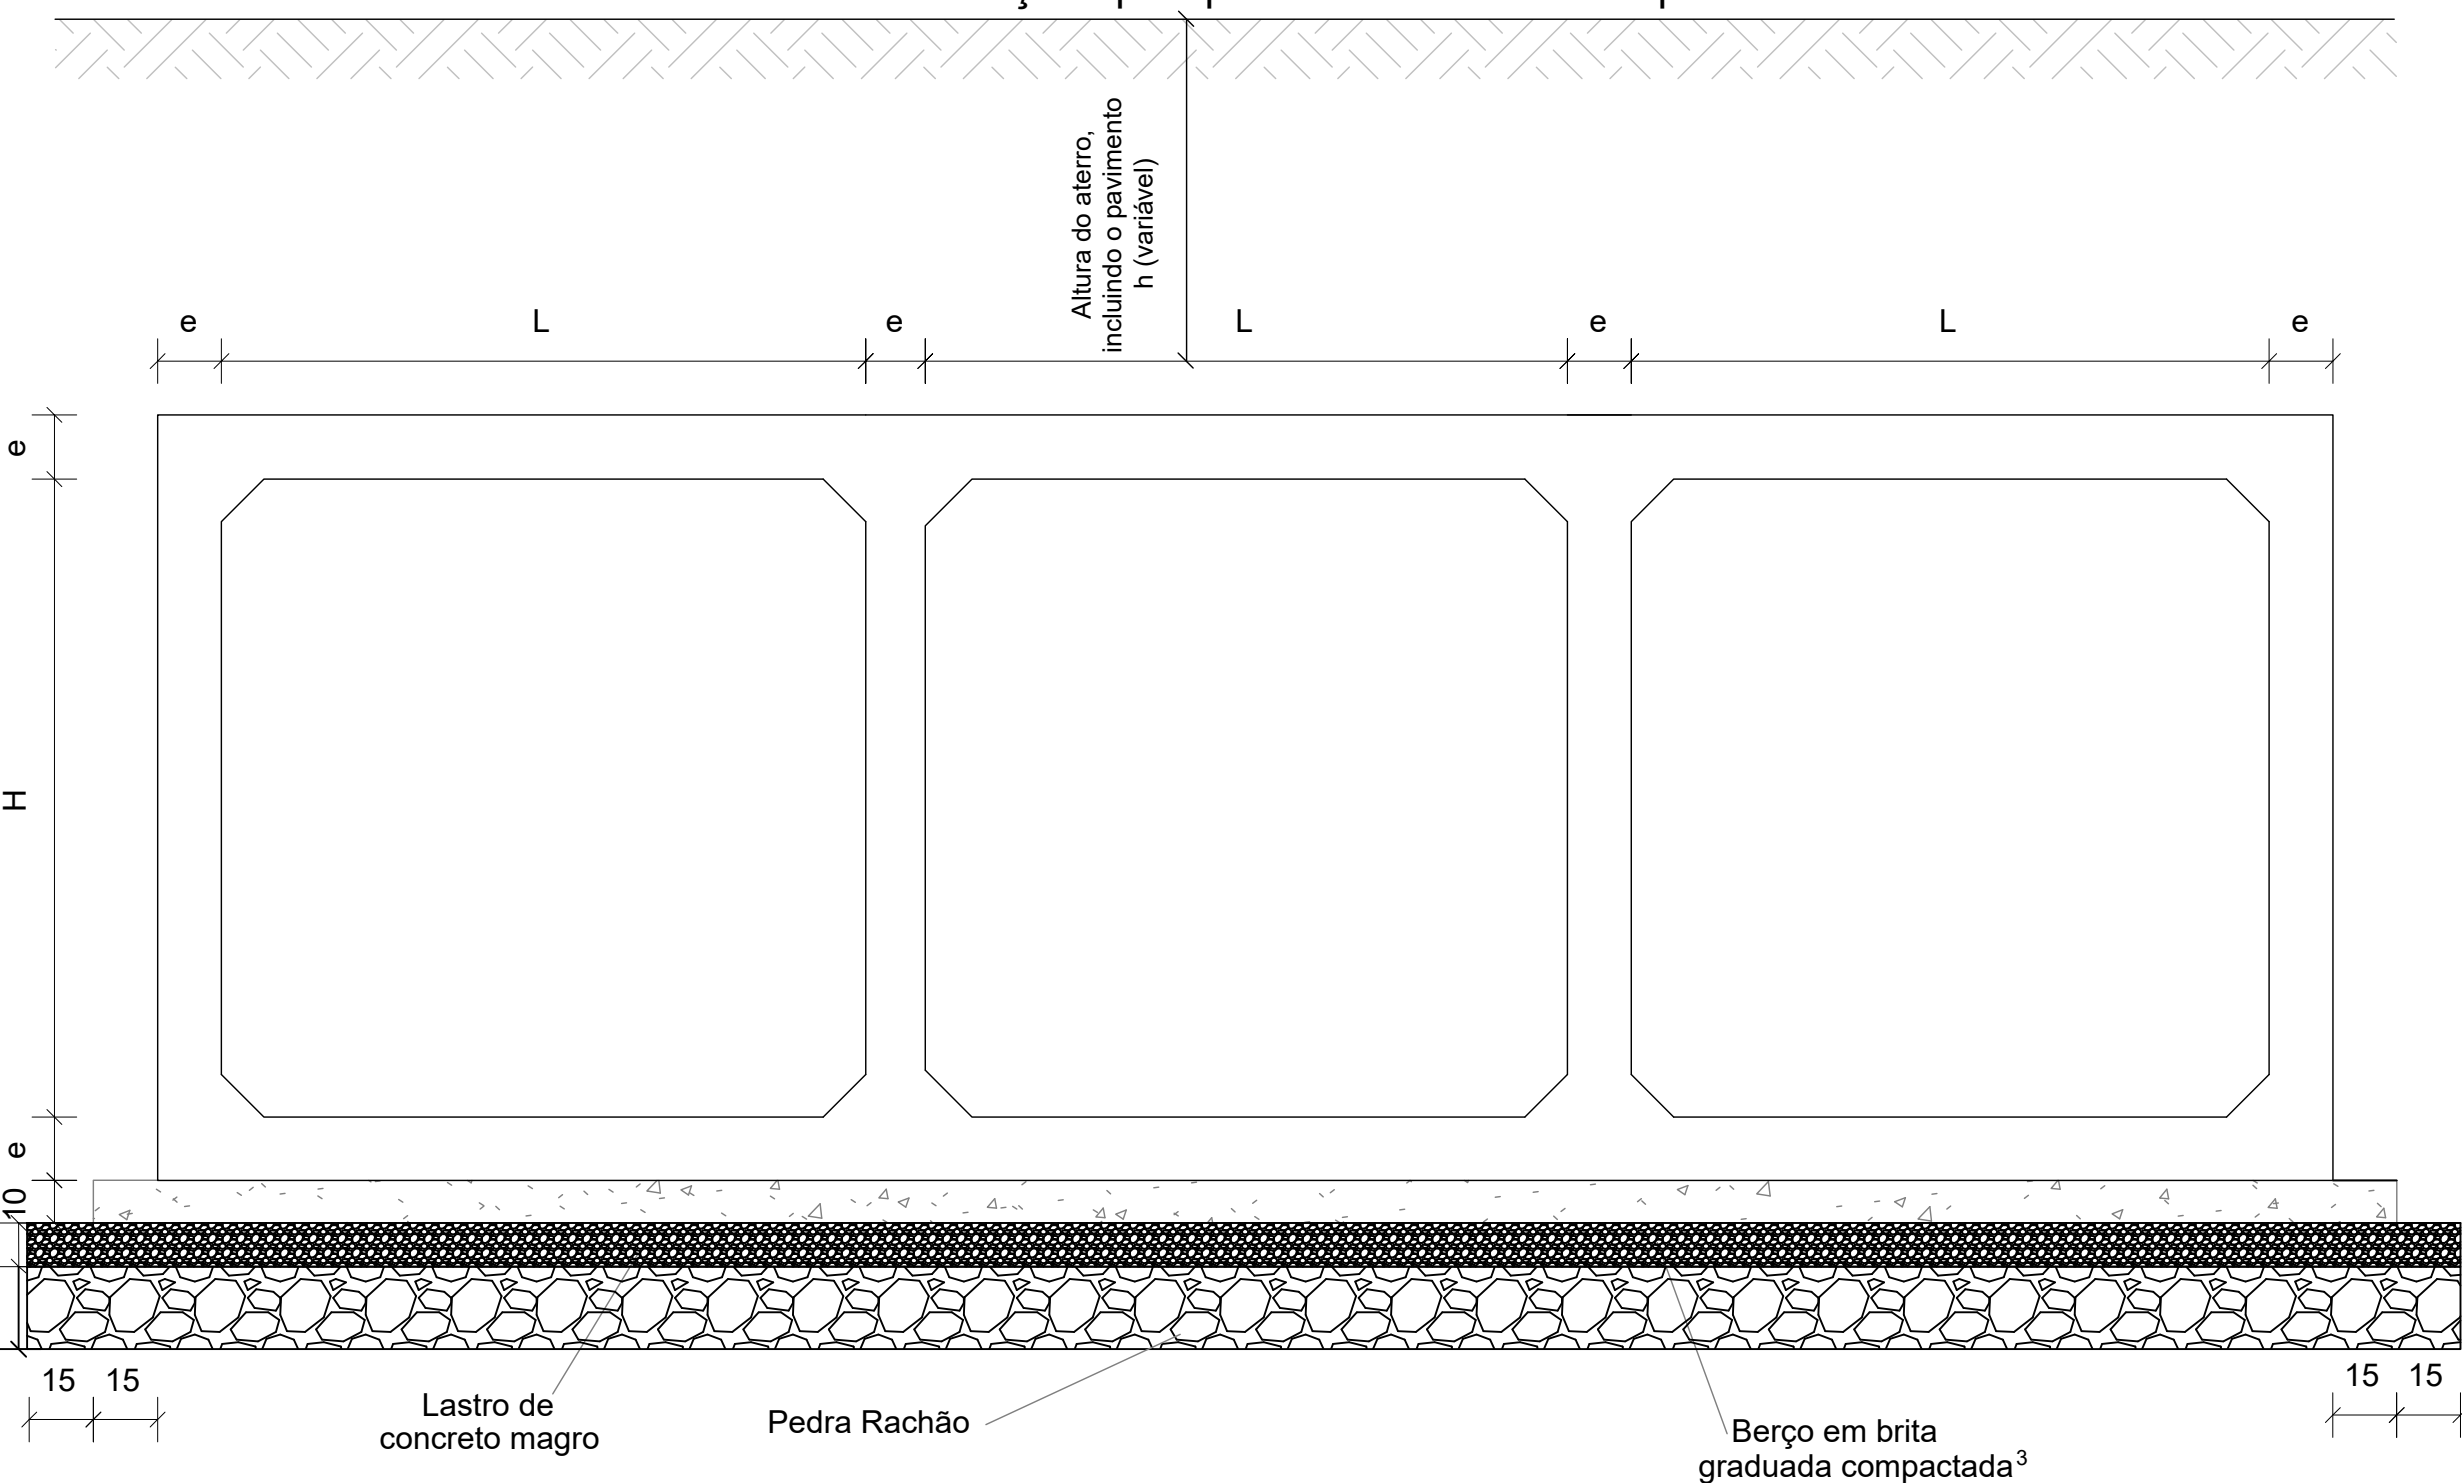 Altura do aterro,
incluindo o pavimento
h (variável)
e
L
e
L
e
L
e
e
H
e
10
15
15
15
15
Lastro de
concreto magro
Pedra Rachão
Berço em brita
graduada compactada³